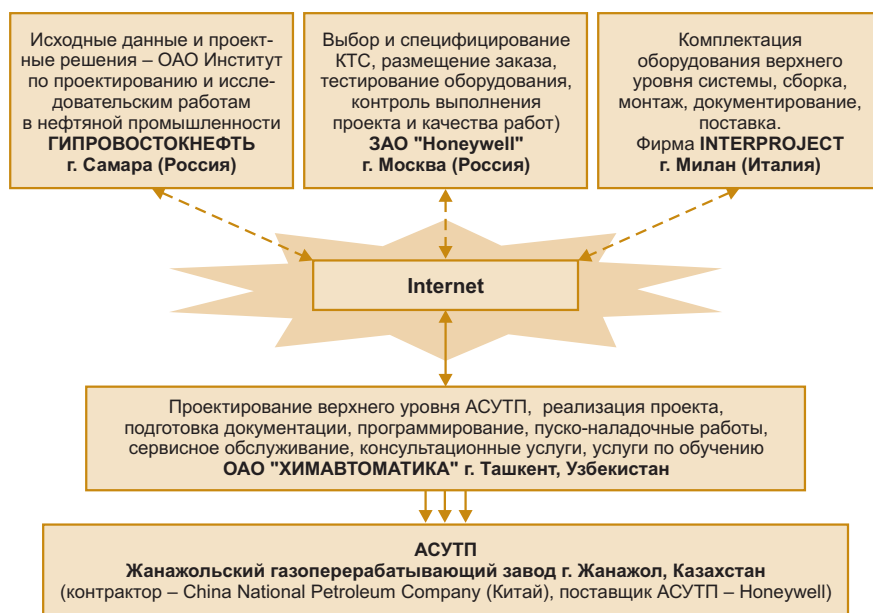 Исходные данные и проект-
ные решения – ОАО Институт
по проектированию и иссле-
довательским работам
в нефтяной промышленности
ГИПРОВОСТОКНЕФТЬ
г. Самара (Россия)
Выбор и специфицирование
КТС, размещение заказа,
тестирование оборудования,
контроль выполнения
проекта и качества работ)
ЗАО "Honeywell"
г. Москва (Россия)
Комплектация
оборудования верхнего
уровня системы, сборка,
монтаж, документирование,
поставка.
Фирма INTERPROJECT
г. Милан (Италия)
Internet
Проектирование верхнего уровня АСУТП, реализация проекта,
подготовка документации, программирование, пуско-наладочные работы,
сервисное обслуживание, консультационные услуги, услуги по обучению
ОАО "ХИМАВТОМАТИКА" г. Ташкент, Узбекистан
АСУТП
Жанажольский газоперерабатывающий завод г. Жанажол, Казахстан
(контрактор – China National Petroleum Company (Китай), поставщик АСУТП – Honeywell)